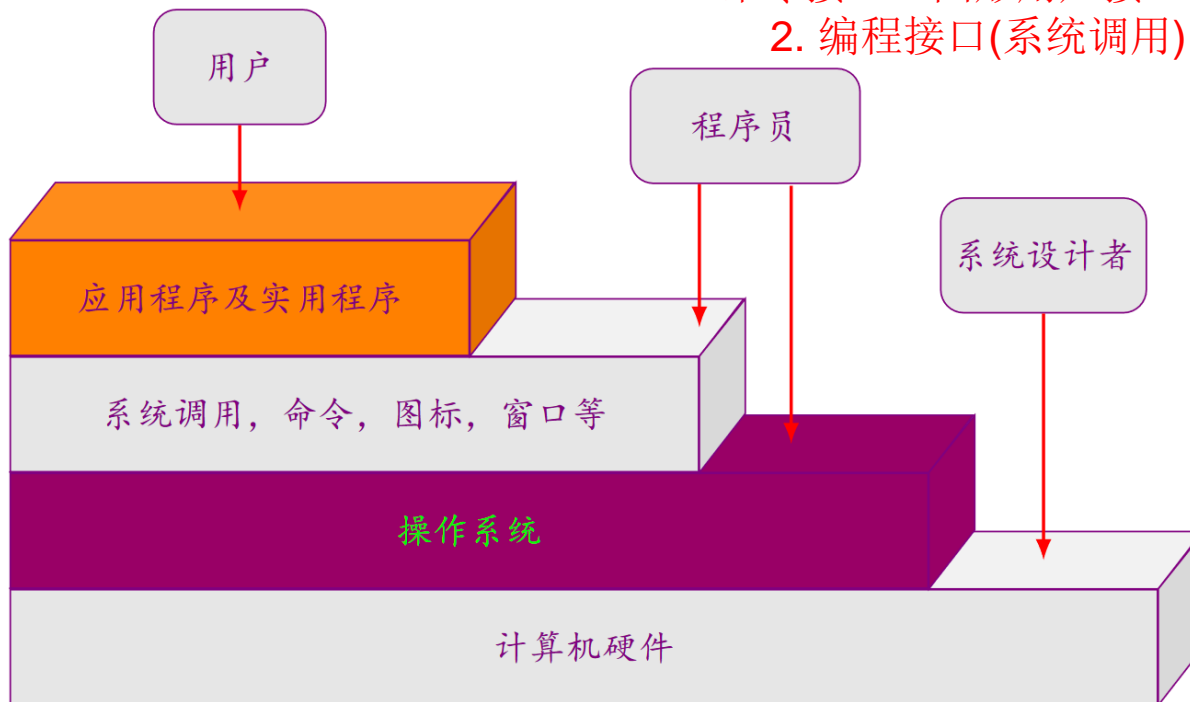 2. 编程接口(系统调用)
用户
程序员
系统设计者
应用程序及实用程序
系统调用，命令，图标，窗口等
操作系统
计算机硬件